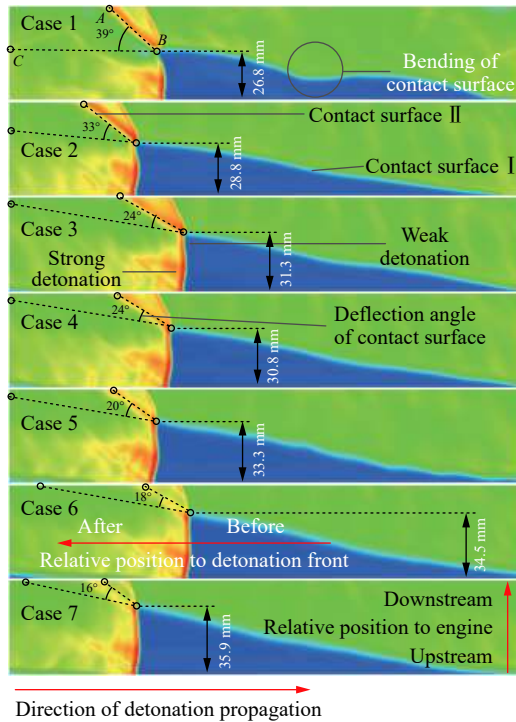 Case 1
A
39°
C
B
26.8 mm
Bending of
contact surface
Case 2
33°
Contact surface Ⅱ
28.8 mm
Contact surface Ⅰ
Case 3
24°
Strong
detonation
31.3 mm
Weak
detonation
Case 4
24°
30.8 mm
Deflection angle
of contact surface
Case 5
20°
33.3 mm
Case 6
18°
After
Before
Relative position to detonation front
34.5 mm
Case 7
16°
35.9 mm
Downstream
Relative position to engine
Upstream
Direction of detonation propagation